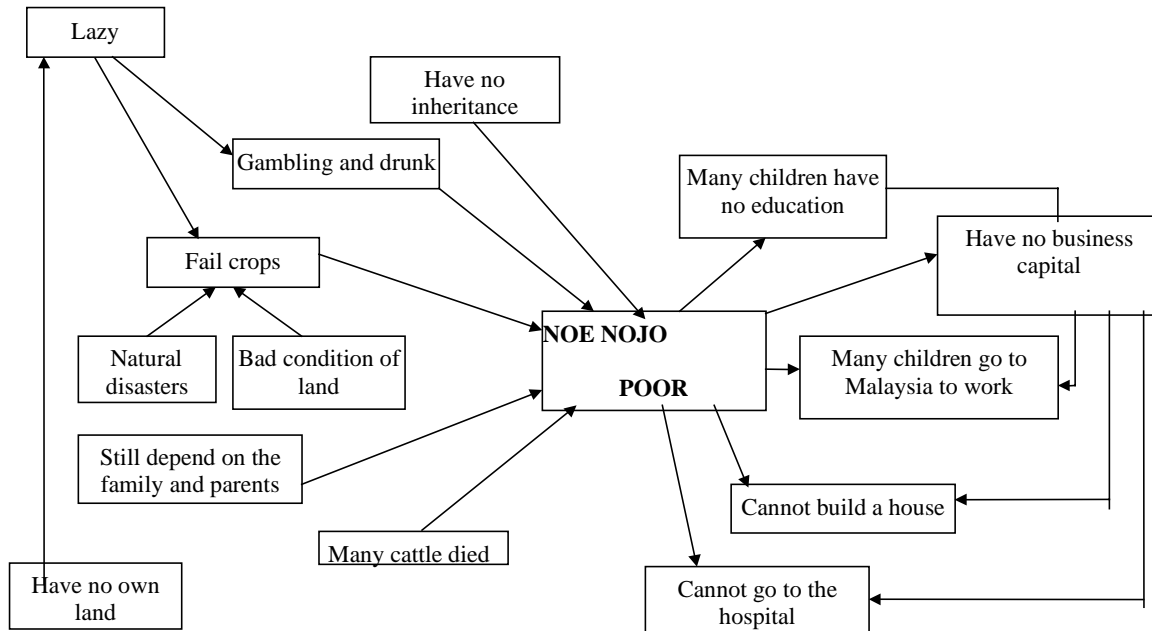 Lazy
Have no
inheritance
Gambling and drunk
Many children have
no education
Have no business
capital
Fail crops
NOE NOJO
POOR
Natural
disasters
Bad condition of
land
Many children go to
Malaysia to work
Still depend on the
family and parents
Cannot build a house
Many cattle died
Have no own
land
Cannot go to the
hospital